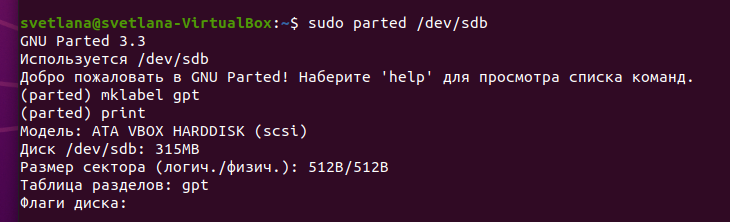 svetlana@svetlana-VirtualBox:~$ sudo parted /dev/sdb
GNU Parted 3.3
Используется /dev/sdb
Добро пожаловать в GNU Parted! Наберите 'help' для просмотра списка команд.
(parted) mklabel gpt
(parted) print
Модель: ATA VBOX HARDDISK (scsi)
Диск /dev/sdb: 315MB
Размер сектора (логич./физич.): 512B/512B
Таблица разделов: gpt
Флаги диска: